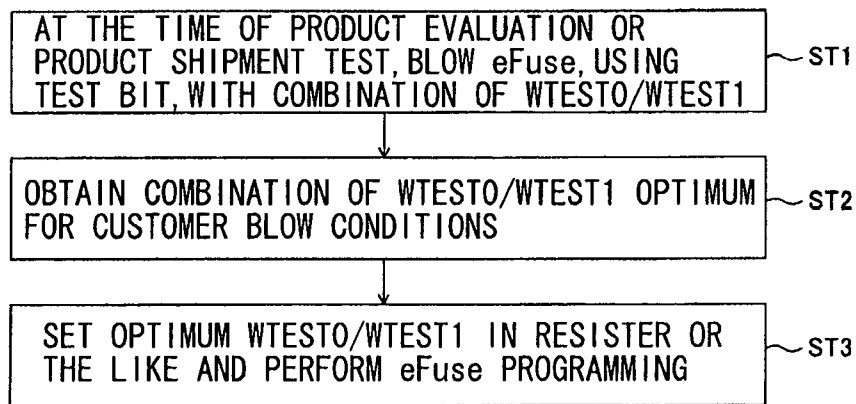 AT THE TIME OF PRODUCT EVALUATION OR
PRODUCT SHIPMENT TEST, BLOW eFuse, USING
TEST BIT, WITH COMBINATION OF WTEST0/WTEST1
ST1
OBTAIN COMBINATION OF WTEST0/WTEST1 OPTIMUM
FOR CUSTOMER BLOW CONDITIONS
ST2
SET OPTIMUM WTEST0/WTEST1 IN RESISTER OR
THE LIKE AND PERFORM eFuse PROGRAMMING
ST3